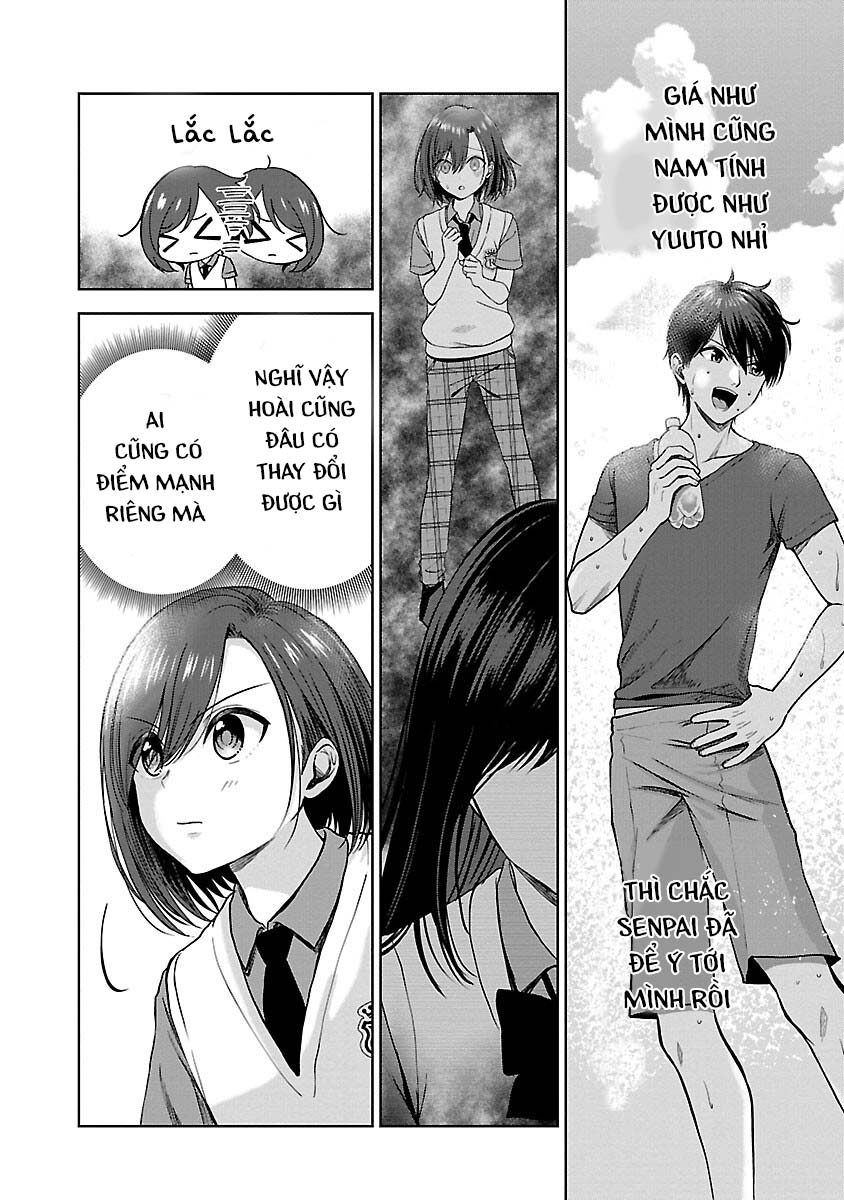 GIÁ NHƯ
MÌNH CŨNG
NAM TÍNH
ĐƯỢC NHƯ
YUUTO NHỈ
THÌ CHẮC
SENPAI ĐÃ
ĐỂ Ý TỚI
MÌNH RỒI
LẮC LẮC
NGHĨ VẬY
HOÀI CŨNG
ĐÂU CÓ
THAY ĐỔI
ĐƯỢC GÌ
AI
CŨNG CÓ
ĐIỂM MẠNH
RIÊNG MÀ